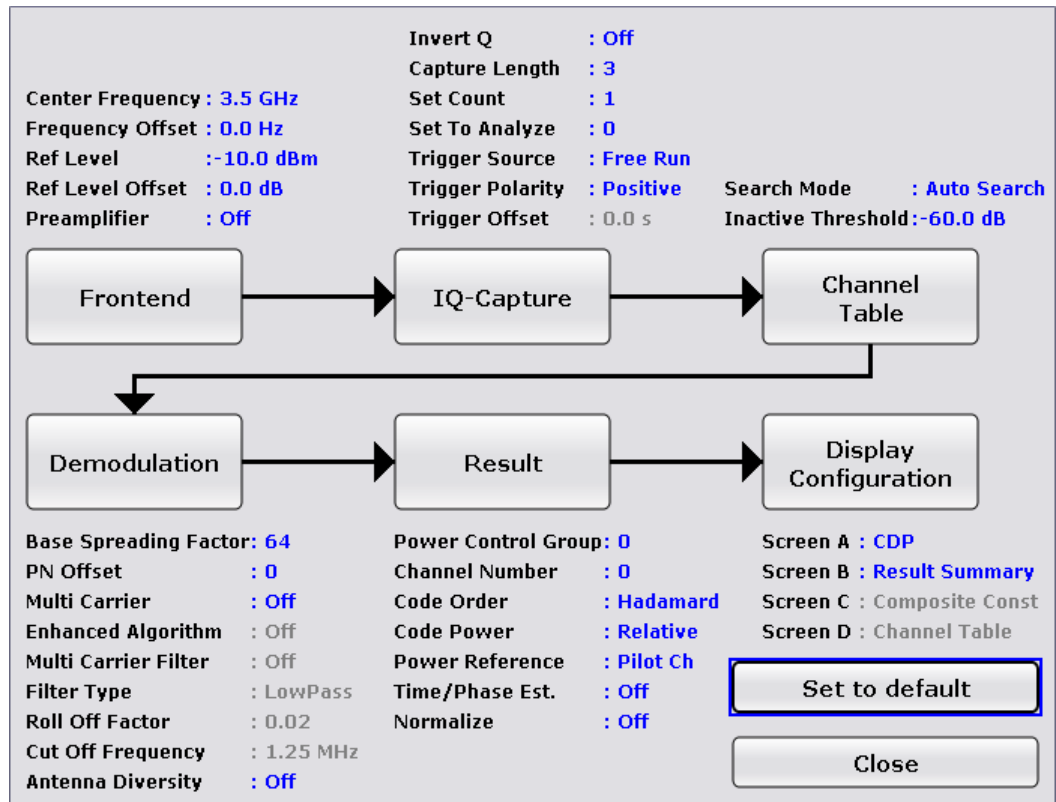 Center Frequency : 3.5 GHz
Frequency Offset : 0.0 Hz
Ref Level :-10.0 dBm
Ref Level Offset : 0.0 dB
Preamplifier : Off
Invert Q : Off
Capture Length : 3
Set Count : 1
Set To Analyze : 0
Trigger Source : Free Run
Trigger Polarity : Positive
Trigger Offset : 0.0 s
Search Mode : Auto Search
Inactive Threshold :-60.0 dB
Frontend
IQ-Capture
Channel
Table
Demodulation
Result
Display
Configuration
Base Spreading Factor: 64
PN Offset : 0
Multi Carrier : Off
Enhanced Algorithm : Off
Multi Carrier Filter : Off
Filter Type : LowPass
Roll Off Factor : 0.02
Cut Off Frequency : 1.25 MHz
Antenna Diversity : Off
Power Control Group: 0
Channel Number : 0
Code Order : Hadamard
Code Power : Relative
Power Reference : Pilot Ch
Time/Phase Est. : Off
Normalize : Off
Screen A : CDP
Screen B : Result Summary
Screen C : Composite Const
Screen D : Channel Table
Set to default
Close